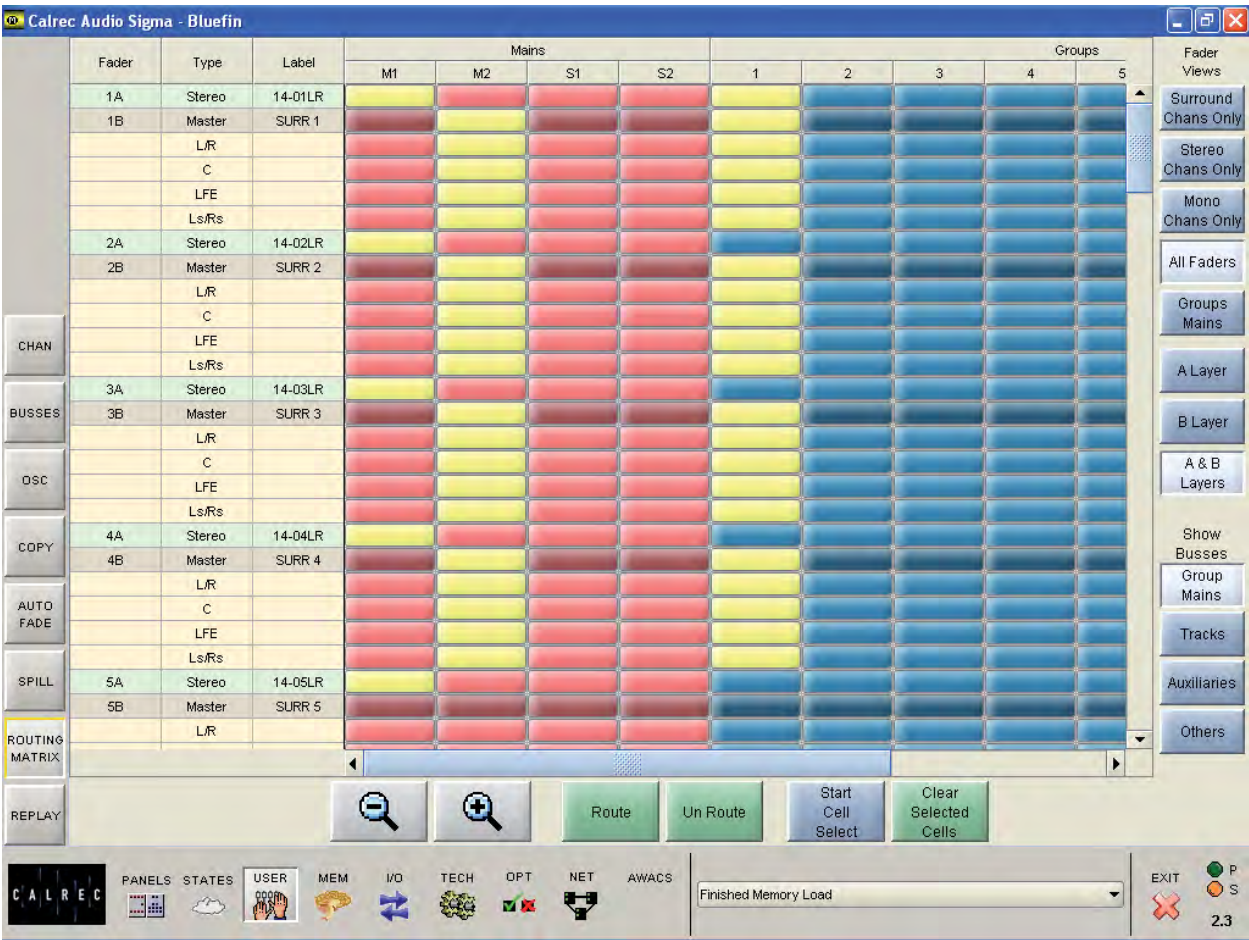 Calrec Audio Sigma - Bluefin
Fader Type Label Mains Groups
M1 M2 S1 S2 1 2 3 4 5
1A Stereo 14-01LR
1B Master SURR 1
L/R
C
LFE
Ls/Rs
2A Stereo 14-02LR
2B Master SURR 2
L/R
C
LFE
Ls/Rs
3A Stereo 14-03LR
3B Master SURR 3
L/R
C
LFE
Ls/Rs
4A Stereo 14-04LR
4B Master SURR 4
L/R
C
LFE
Ls/Rs
5A Stereo 14-05LR
5B Master SURR 5
L/R
CHAN
BUSSES
OSC
COPY
AUTO
FADE
SPILL
ROUTING
MATRIX
REPLAY
Fader
Views
Surround
Chans Only
Stereo
Chans Only
Mono
Chans Only
All Faders
Groups
Mains
A Layer
B Layer
A & B
Layers
Show
Busses
Group
Mains
Tracks
Auxiliaries
Others
Route
Un Route
Start
Cell
Select
Clear
Selected
Cells
CALREC
PANELS STATES USER MEM I/O TECH OPT NET AWACS
Finished Memory Load
EXIT
P
S
2.3